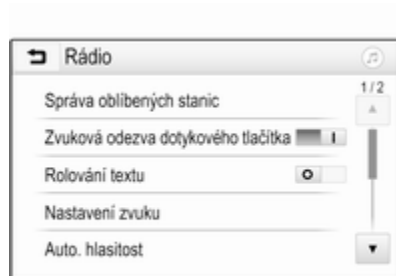 Rádio
1/2
Správa oblíbených stanic
Zvuková odezva dotykového tlačítka
Rolování textu
Nastavení zvuku
Auto. hlasitost